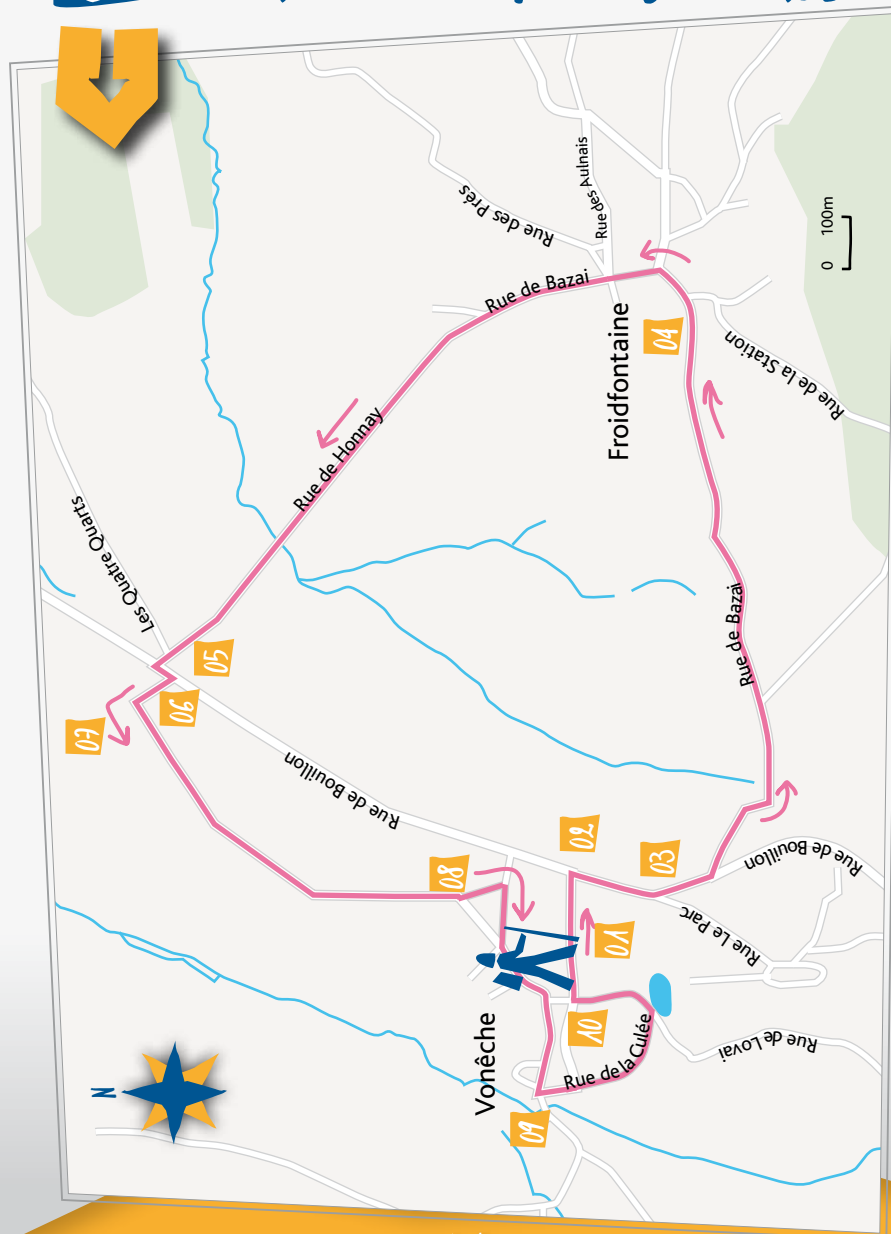 Rue des Prés
Rue des Aulnais
Rue de Bazai
Froidfontaine
04
0 100m
Rue de la Station
Rue de Honnay
Les Quatre Quarts
05
06
07
Rue de Bazai
Rue de Bouillon
02
03
08
Rue de Bouillon
Rue Le Parc
01
10
Vonêche
Rue de la Culée
Rue de Lovai
09
N